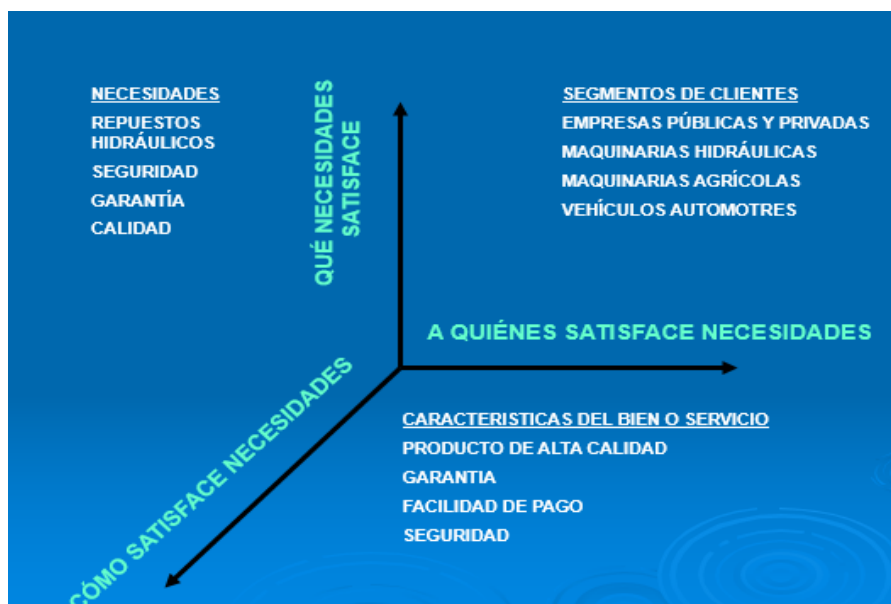 NECESIDADES
REPUESTOS
HIDRÁULICOS
SEGURIDAD
GARANTÍA
CALIDAD
QUÉ NECESIDADES
SATISFACE
SEGMENTOS DE CLIENTES
EMPRESAS PÚBLICAS Y PRIVADAS
MAQUINARIAS HIDRÁULICAS
MAQUINARIAS AGRÍCOLAS
VEHÍCULOS AUTOMOTRES
A QUIÉNES SATISFACE NECESIDADES
CÓMO SATISFACE NECESIDADES
CARACTERISTICAS DEL BIEN O SERVICIO
PRODUCTO DE ALTA CALIDAD
GARANTIA
FACILIDAD DE PAGO
SEGURIDAD